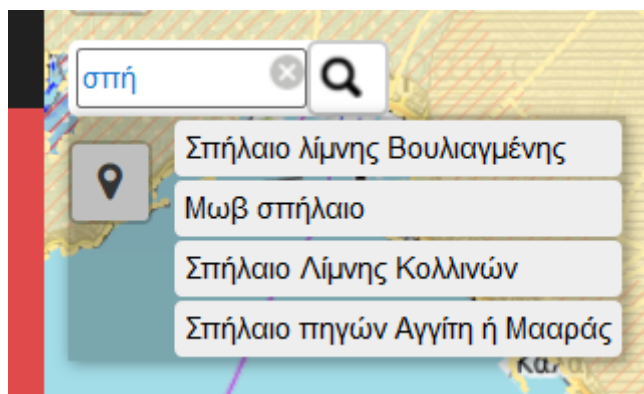 σπή
Σπήλαιο λίμνης Βουλιαγμένης
Μωβ σπήλαιο
Σπήλαιο Λίμνης Κολλινών
Σπήλαιο πηγών Αγγίτη ή Μααράς